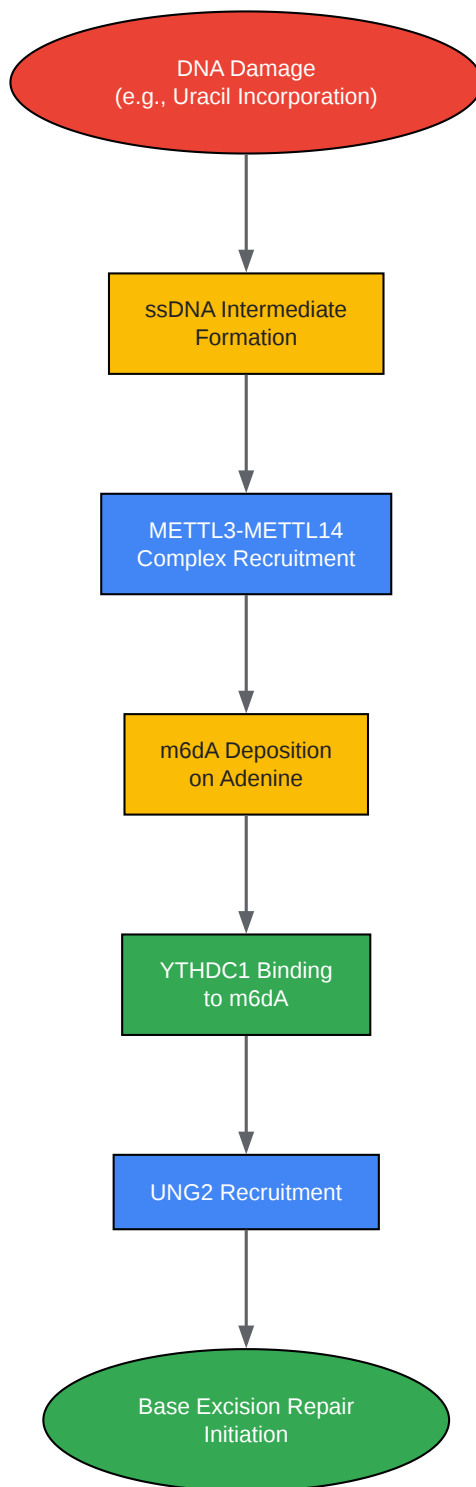 DNA Damage
(e.g., Uracil Incorporation)
ssDNA Intermediate
Formation
METTL3-METTL14
Complex Recruitment
m6dA Deposition
on Adenine
YTHDC1 Binding
to m6dA
UNG2 Recruitment
Base Excision Repair
Initiation